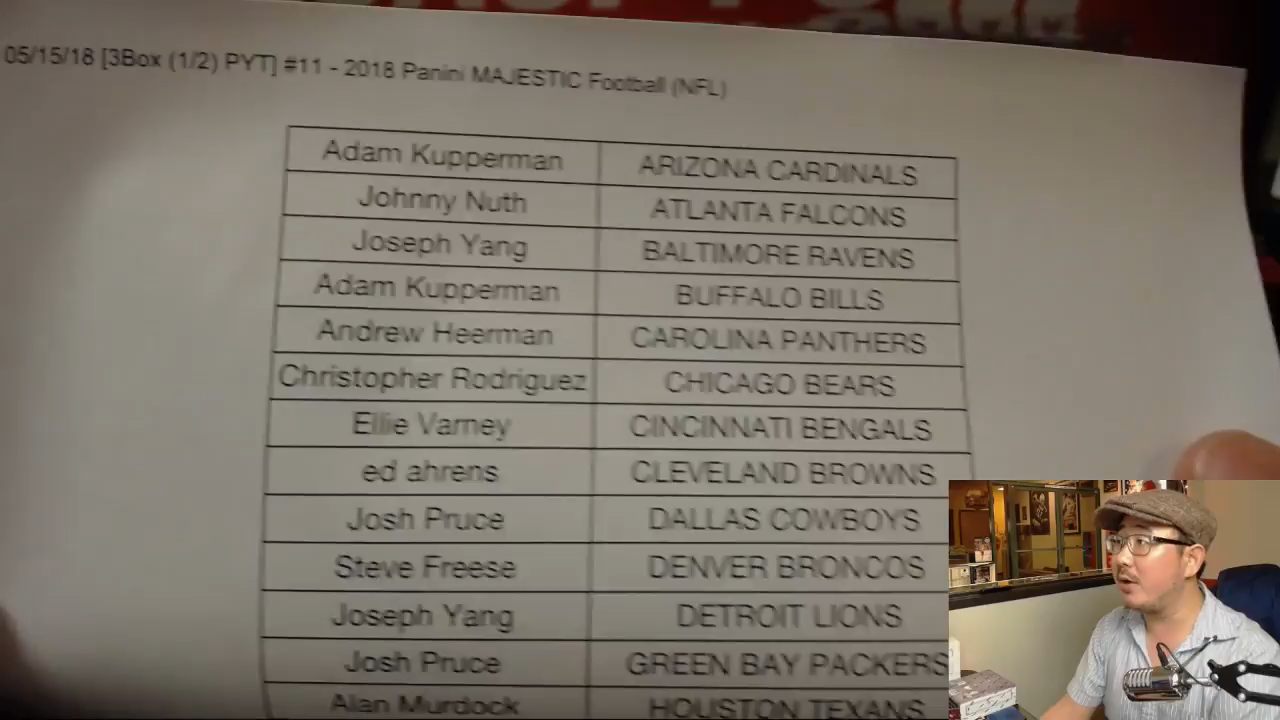 05/15/18 [3Box (1/2) PYT] #11 - 2018 Panini MAJESTIC Football (NFL)
Adam Kupperman ARIZONA CARDINALS
Johnny Nuth ATLANTA FALCONS
Joseph Yang BALTIMORE RAVENS
Adam Kupperman BUFFALO BILLS
Andrew Heerman CAROLINA PANTHERS
Christopher Rodriguez CHICAGO BEARS
Ellie Varney CINCINNATI BENGALS
ed ahrens CLEVELAND BROWNS
Josh Pruce DALLAS COWBOYS
Steve Freese DENVER BRONCOS
Joseph Yang DETROIT LIONS
Josh Pruce GREEN BAY PACKERS
Alan Murdock HOUSTON TEXANS